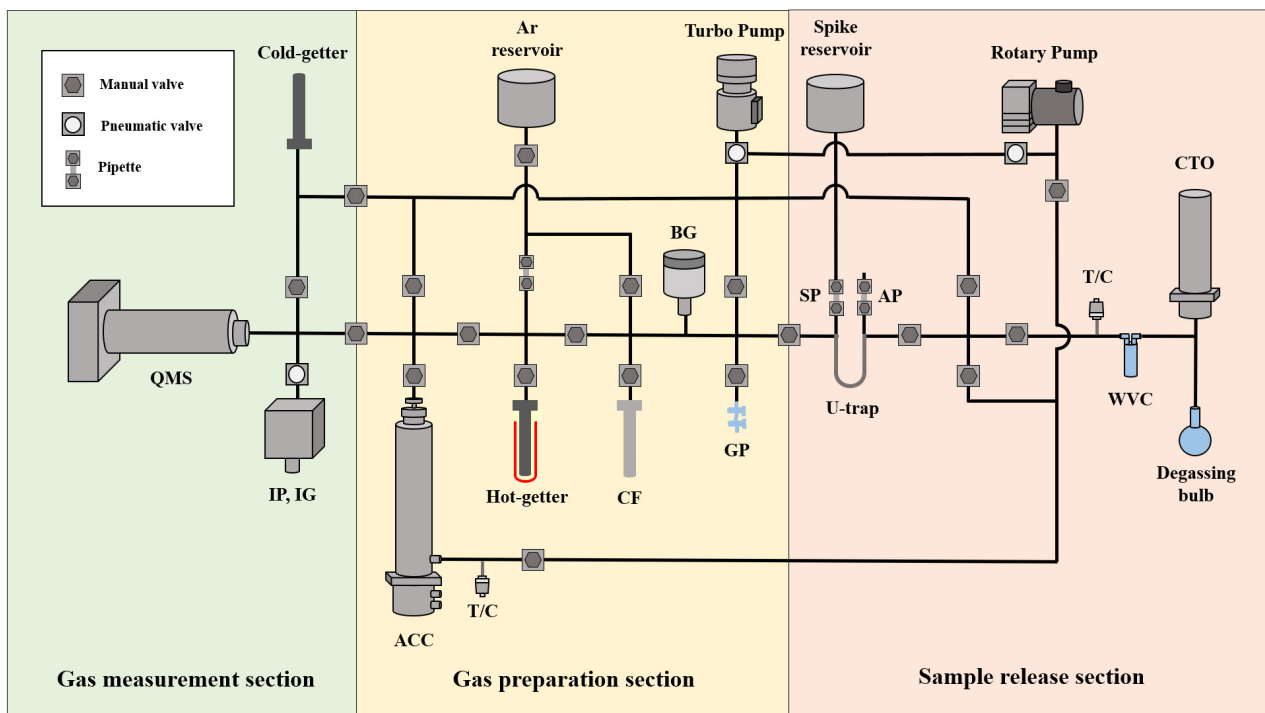 Cold-getter
Manual valve
Pneumatic valve
Pipette
QMS
IP, IG
Gas measurement section
Ar
reservoir
Turbo Pump
BG
Hot-getter
CF
GP
T/C
ACC
Gas preparation section
Spike
reservoir
Rotary Pump
CTO
T/C
SP
AP
U-trap
WVC
Degassing
bulb
Sample release section